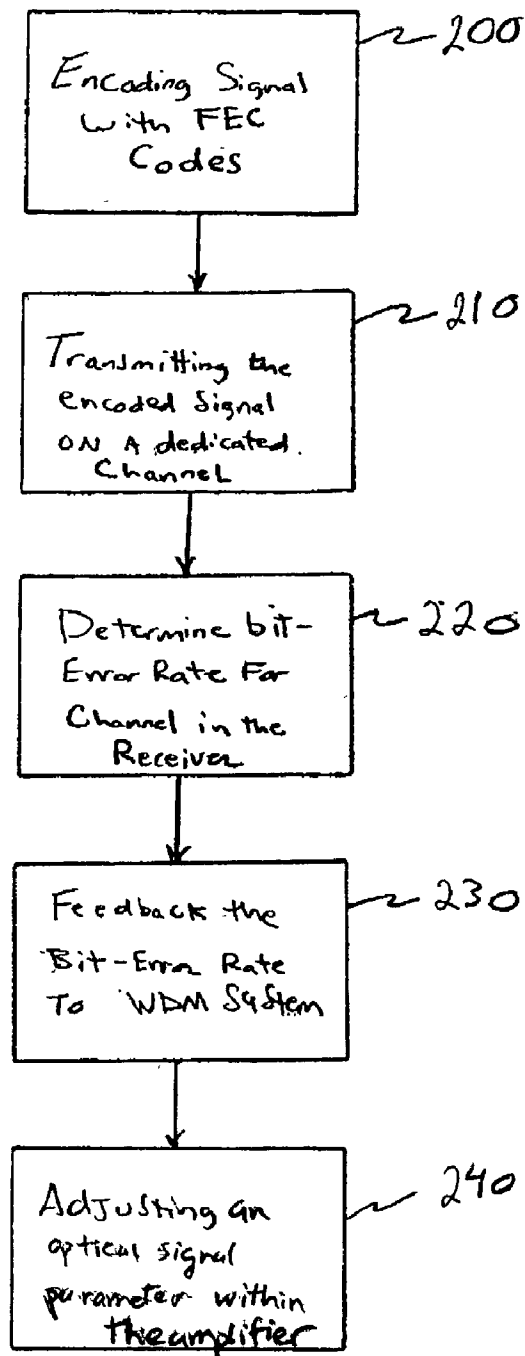 200
Encoding Signal
with FEC
Codes
210
Transmitting the
encoded Signal
ON A dedicated.
Channel
220
Determine bit-
Error Rate For
Channel in the
Receiver
230
Feedback the
Bit-Error Rate
To WDM System
240
Adjusting an
optical signal
parameter within
the amplifier